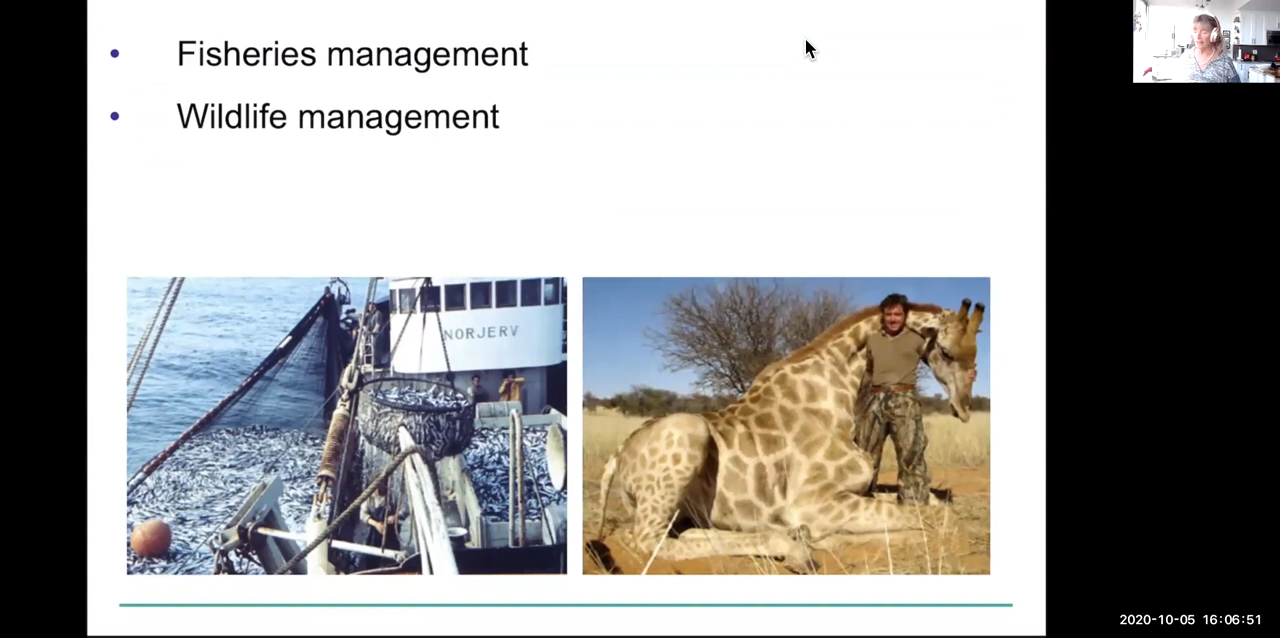 • Fisheries management
• Wildlife management
NORJERV
2020-10-05 16:06:51